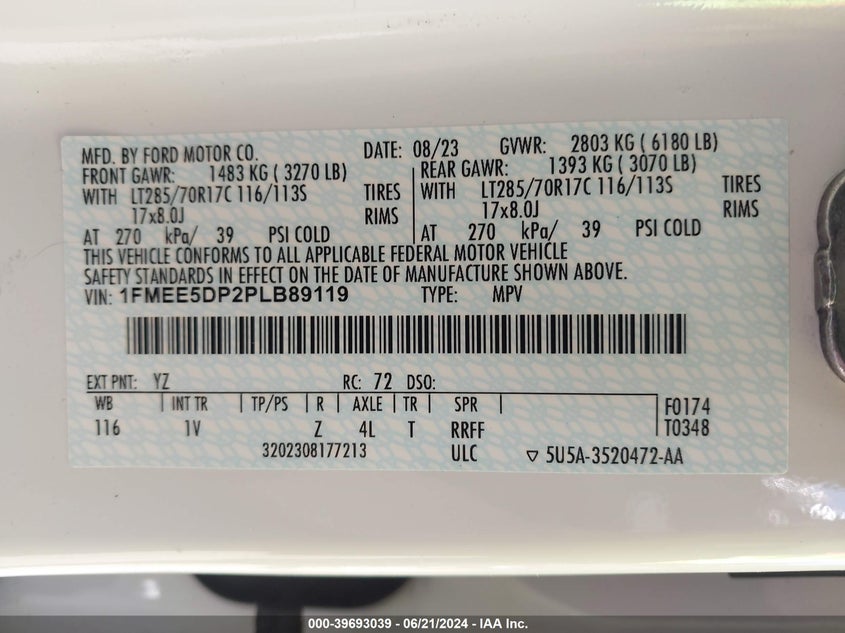 MFD. BY FORD MOTOR CO. DATE: 08/23 GVWR: 2803 KG ( 6180 LB)
FRONT GAWR: 1483 KG ( 3270 LB) REAR GAWR: 1393 KG ( 3070 LB)
WITH LT285/70R17C 116/113S TIRES WITH LT285/70R17C 116/113S TIRES
17x8.0J RIMS 17x8.0J RIMS
AT 270 kPa/ 39 PSI COLD AT 270 kPa/ 39 PSI COLD
THIS VEHICLE CONFORMS TO ALL APPLICABLE FEDERAL MOTOR VEHICLE
SAFETY STANDARDS IN EFFECT ON THE DATE OF MANUFACTURE SHOWN ABOVE.
VIN: 1FMEE5DP2PLB89119 TYPE: MPV
EXT PNT: YZ RC: 72 DSO:
WB INT TR TP/PS R AXLE TR SPR F0174
116 1V Z 4L T RRFF T0348
3202308177213 ULC ▽ 5U5A-3520472-AA
000-39693039 - 06/21/2024 - IAA Inc.